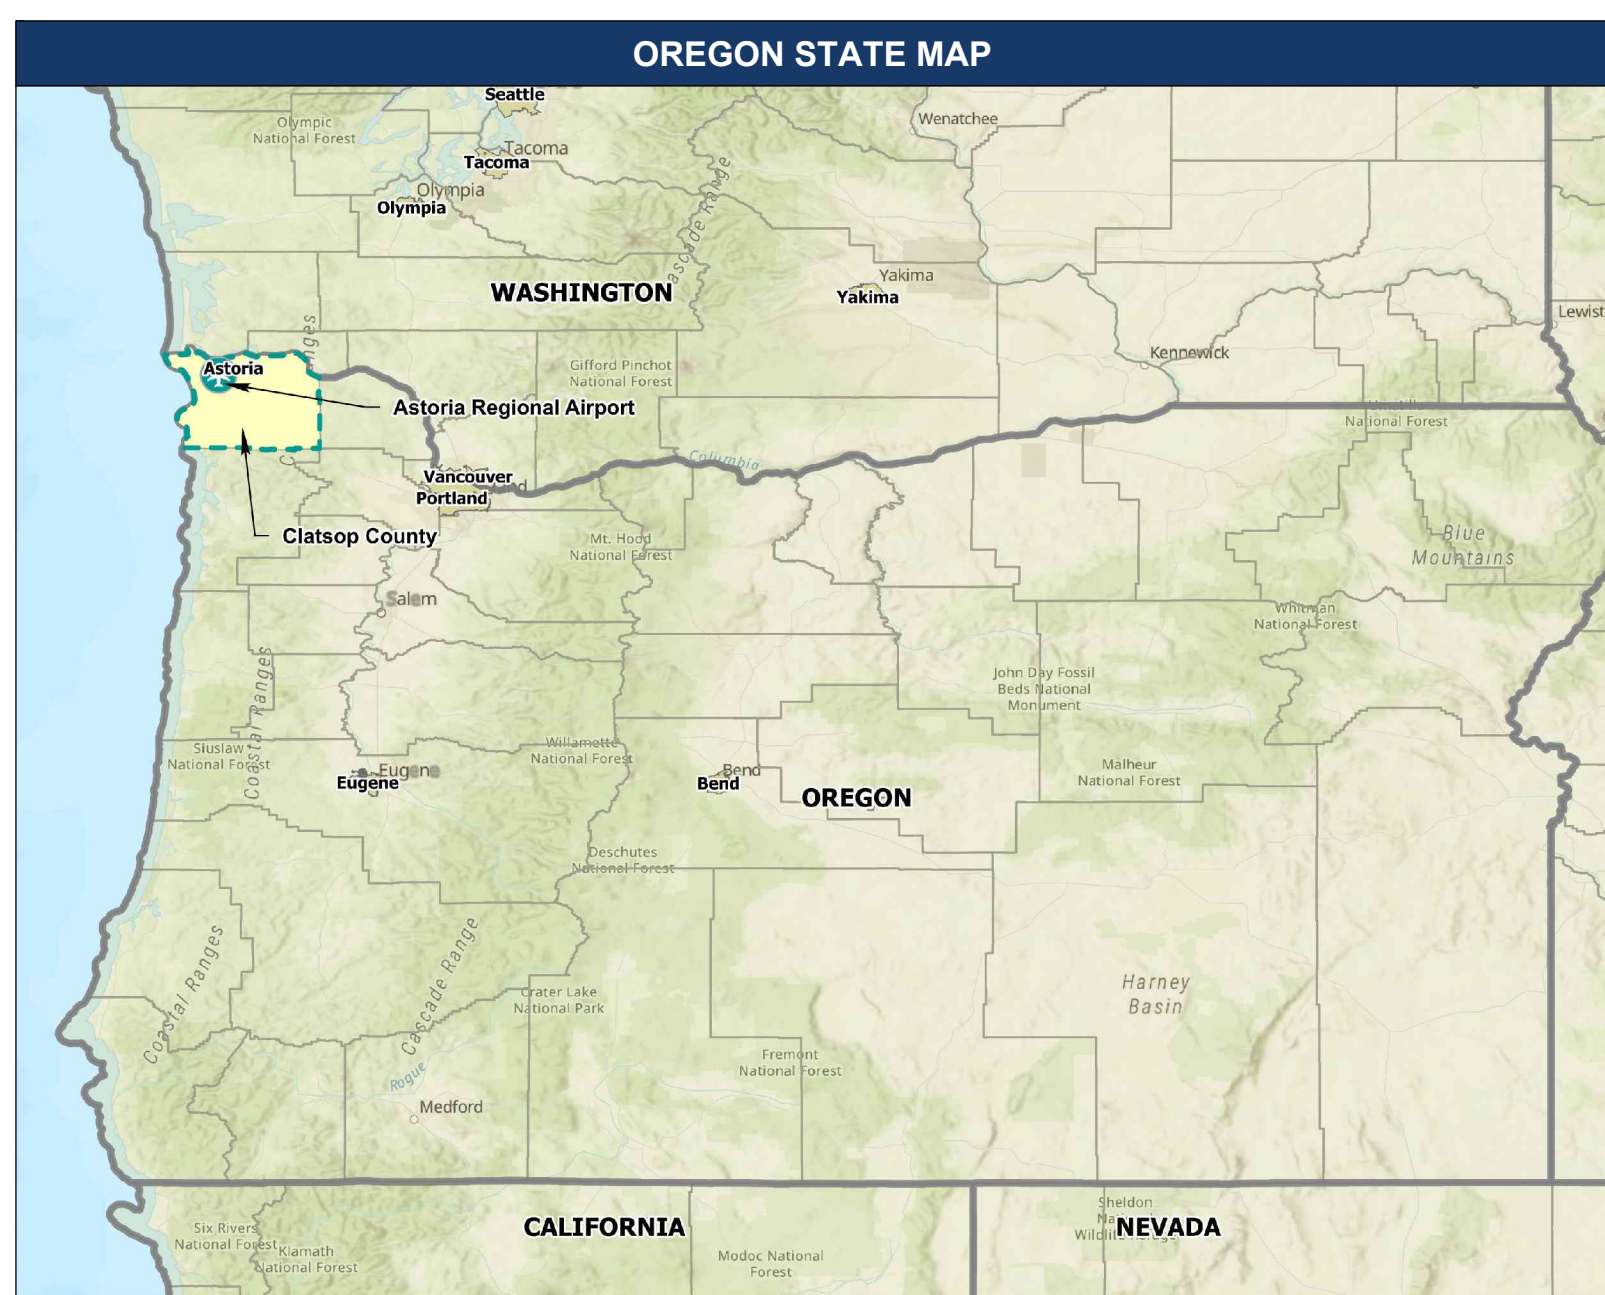 OREGON STATE MAP
Seattle
Wenatchee
Olympic
National Forest
Tacoma
Tacoma
Olympia
Olympia
Cascade Range
Yakima
Yakima
WASHINGTON
Lewist
Kennewick
Gifford Pinchot
National Forest
Astoria
Astoria Regional Airport
Umatilla
National Forest
Columbia
Vancouver
Portland
Clatsop County
Mt. Hood
National Forest
Blue
Mountains
Salem
Whitman
National Forest
Coastal Ranges
John Day Fossil
Beds National
Monument
Siuslaw
National Forest
Willamette
National Forest
Eugene
Eugene
Bend
Bend
OREGON
Malheur
National Forest
Deschutes
National Forest
Coastal Ranges
Cascade Range
Crater Lake
National Park
Harney
Basin
Fremont
National Forest
Rogue
Medford
Six Rivers
National Forest
Klamath
National Forest
CALIFORNIA
Modoc National
Forest
Sheldon
NEVADA